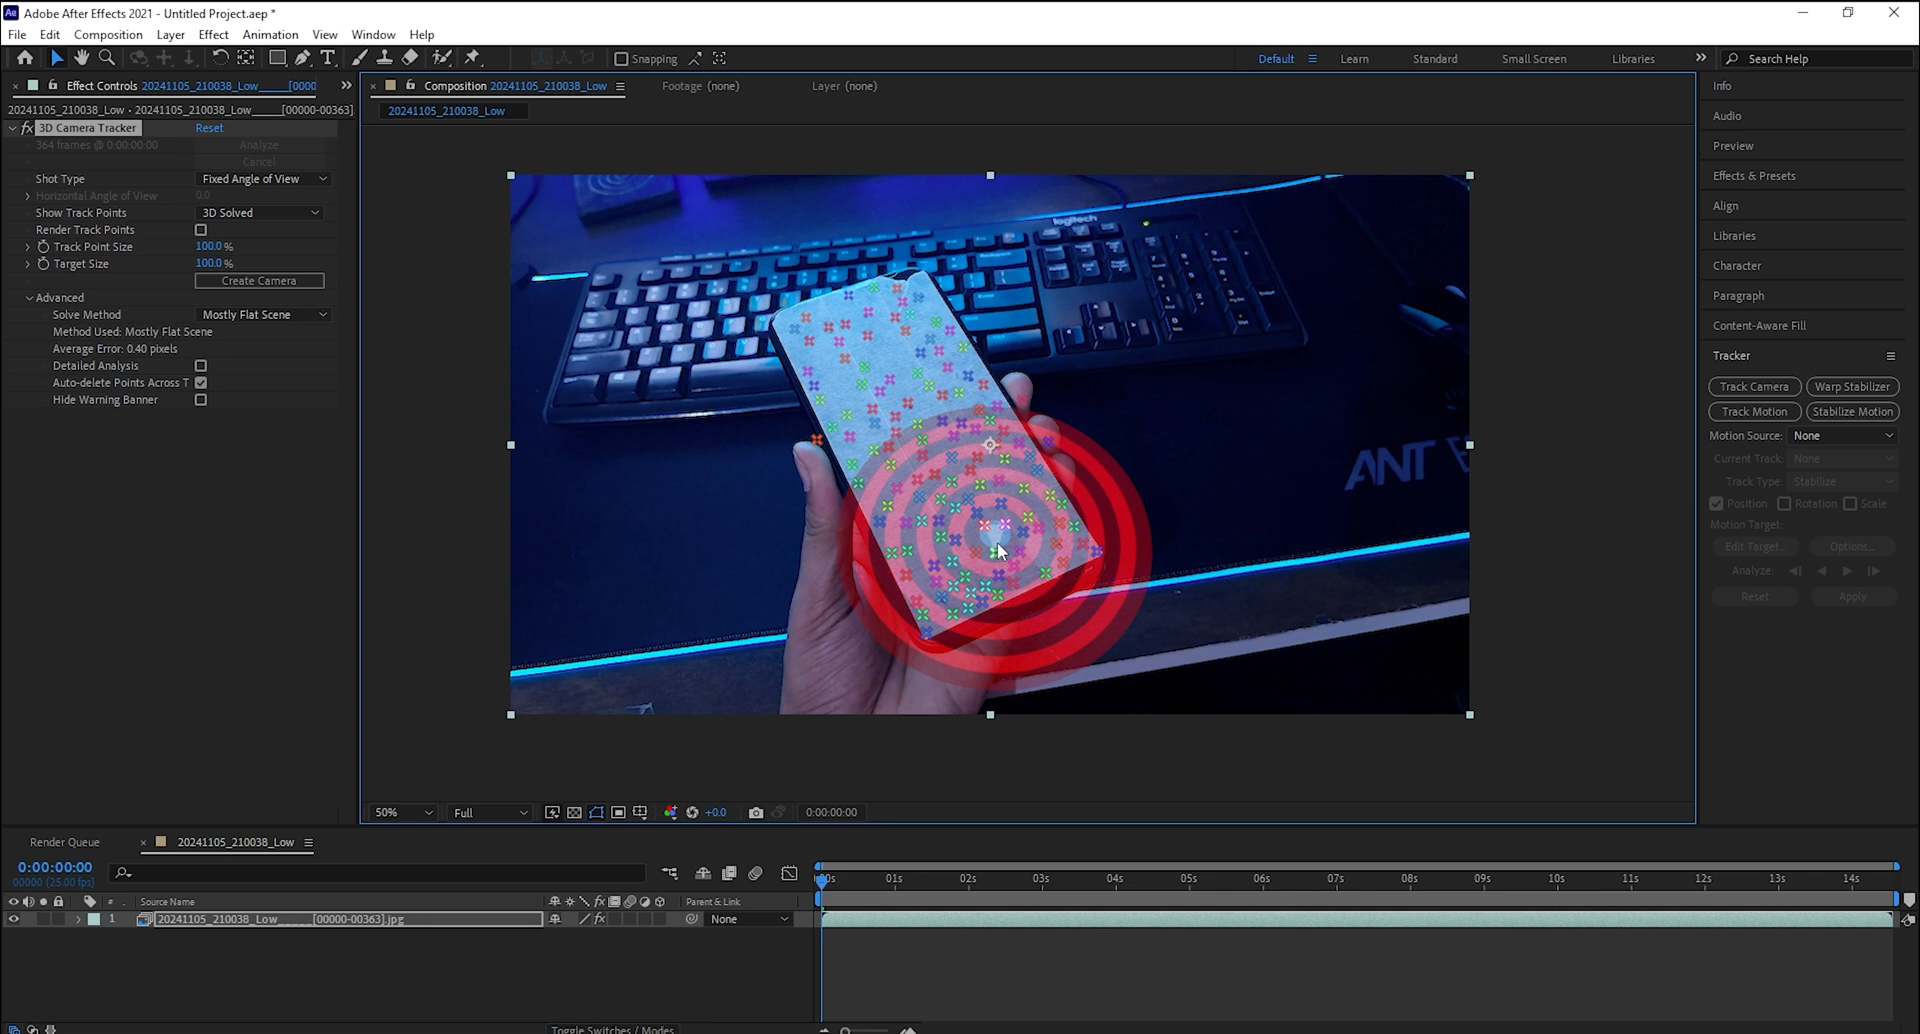 Ae Adobe After Effects 2021 - Untitled Project.aep *
File Edit Composition Layer Effect Animation View Window Help
Snapping Default Learn Standard Small Screen Libraries Search Help
Effect Controls 20241105_210038_Low_____[0000
20241105_210038_Low • 20241105_210038_Low_____[00000-00363]
fx 3D Camera Tracker Reset
364 frames @ 0:00:00:00 Analyze
Cancel
Shot Type Fixed Angle of View
Horizontal Angle of View 0.0
Show Track Points 3D Solved
Render Track Points
Track Point Size 100.0 %
Target Size 100.0 %
Create Camera
Advanced
Solve Method Mostly Flat Scene
Method Used: Mostly Flat Scene
Average Error: 0.40 pixels
Detailed Analysis
Auto-delete Points Across T
Hide Warning Banner
Composition 20241105_210038_Low Footage (none) Layer (none)
20241105_210038_Low
logitech
ANT
50% Full +0.0 0:00:00:00
Info
Audio
Preview
Effects & Presets
Align
Libraries
Character
Paragraph
Content-Aware Fill
Tracker
Track Camera Warp Stabilizer
Track Motion Stabilize Motion
Motion Source: None
Current Track: None
Track Type: Stabilize
Position Rotation Scale
Motion Target:
Edit Target... Options...
Analyze:
Reset Apply
Render Queue 20241105_210038_Low
0:00:00:00
00000 (25.00 fps)
01s 02s 03s 04s 05s 06s 07s 08s 09s 10s 11s 12s 13s 14s
# Source Name fx Parent & Link
1 20241105_210038_Low_____[00000-00363].jpg fx None
Toggle Switches / Modes